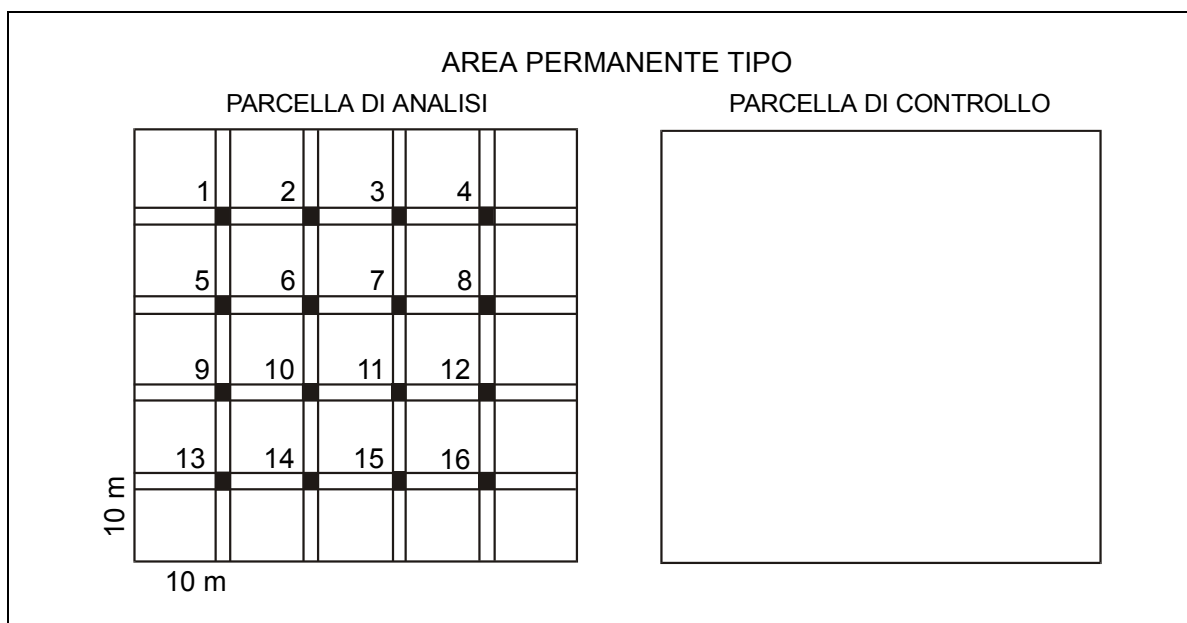 AREA PERMANENTE TIPO
PARCELLA DI ANALISI
PARCELLA DI CONTROLLO
1 2 3 4
5 6 7 8
9 10 11 12
13 14 15 16
10 m
10 m